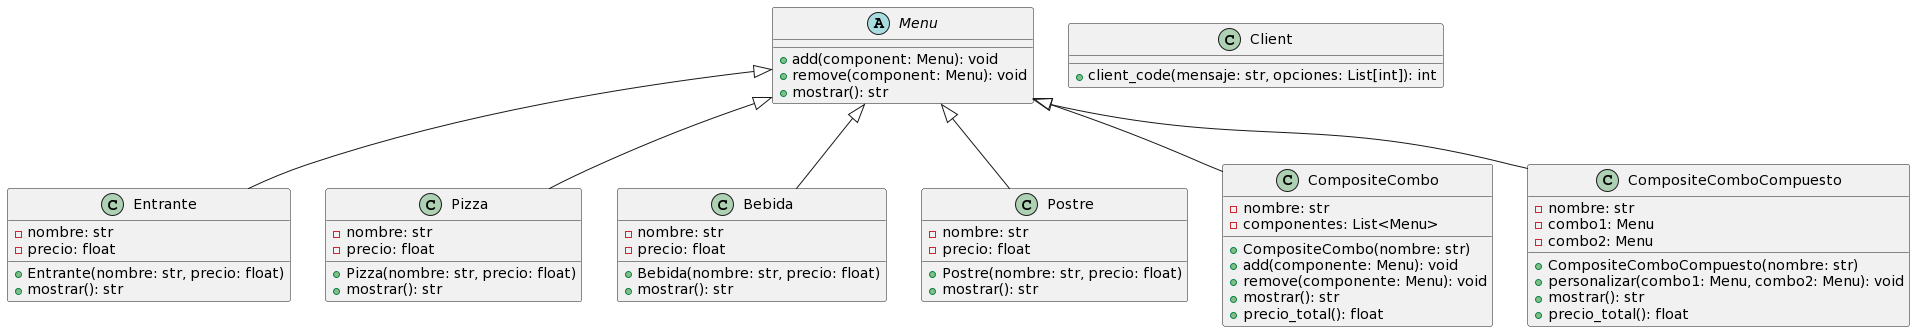 A Menu
add(component: Menu): void
remove(component: Menu): void
mostrar(): str
C Client
client_code(mensaje: str, opciones: List[int]): int
C Entrante
nombre: str
precio: float
Entrante(nombre: str, precio: float)
mostrar(): str
C Pizza
nombre: str
precio: float
Pizza(nombre: str, precio: float)
mostrar(): str
C Bebida
nombre: str
precio: float
Bebida(nombre: str, precio: float)
mostrar(): str
C Postre
nombre: str
precio: float
Postre(nombre: str, precio: float)
mostrar(): str
C CompositeCombo
nombre: str
componentes: List<Menu>
CompositeCombo(nombre: str)
add(componente: Menu): void
remove(componente: Menu): void
mostrar(): str
precio_total(): float
C CompositeComboCompuesto
nombre: str
combo1: Menu
combo2: Menu
CompositeComboCompuesto(nombre: str)
personalizar(combo1: Menu, combo2: Menu): void
mostrar(): str
precio_total(): float